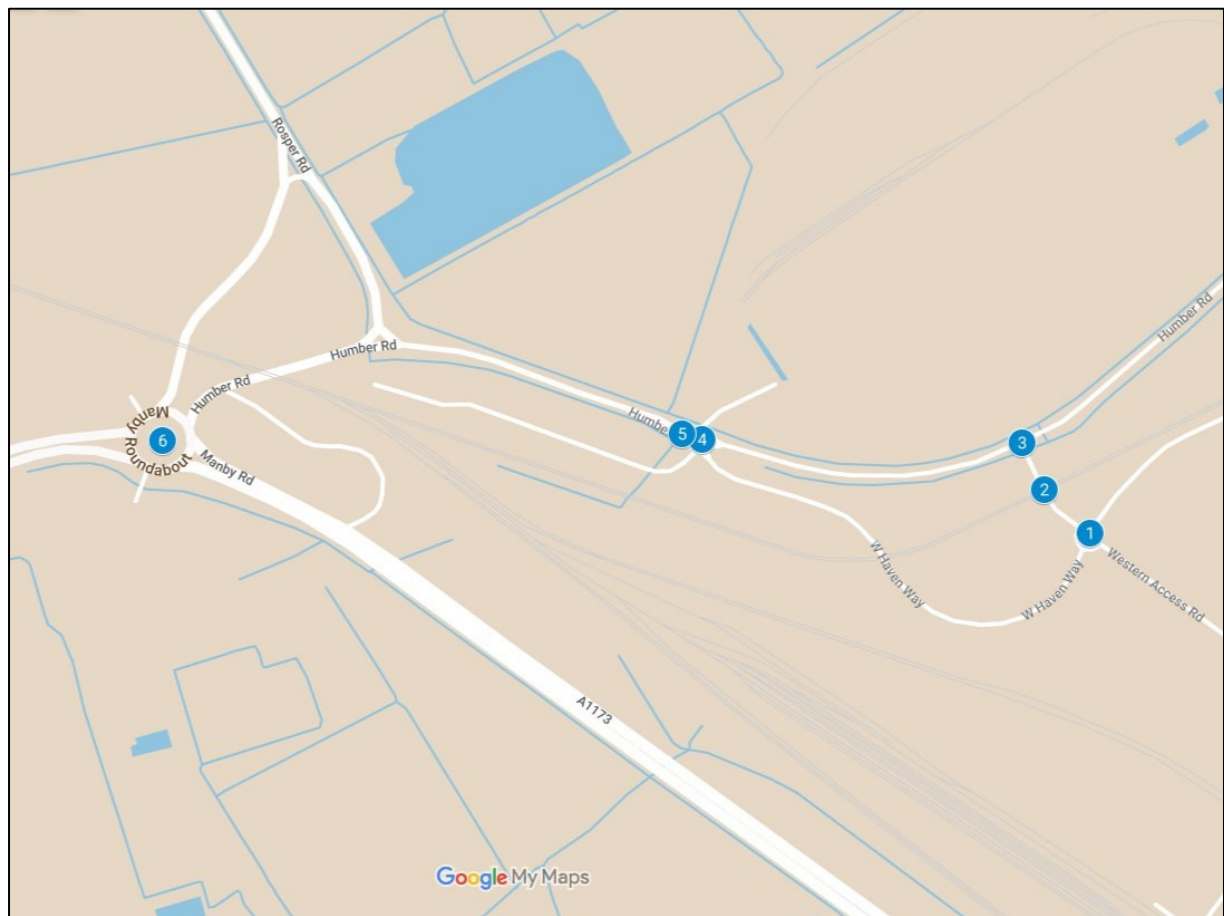 Rosper Rd
Humber Rd
Humber Rd
Humber Rd
Manby
Roundabout
Manby Rd
6
Humbe
5
4
3
2
1
W Haven Way
W Haven Way
Western Access Rd
A1173
Google My Maps